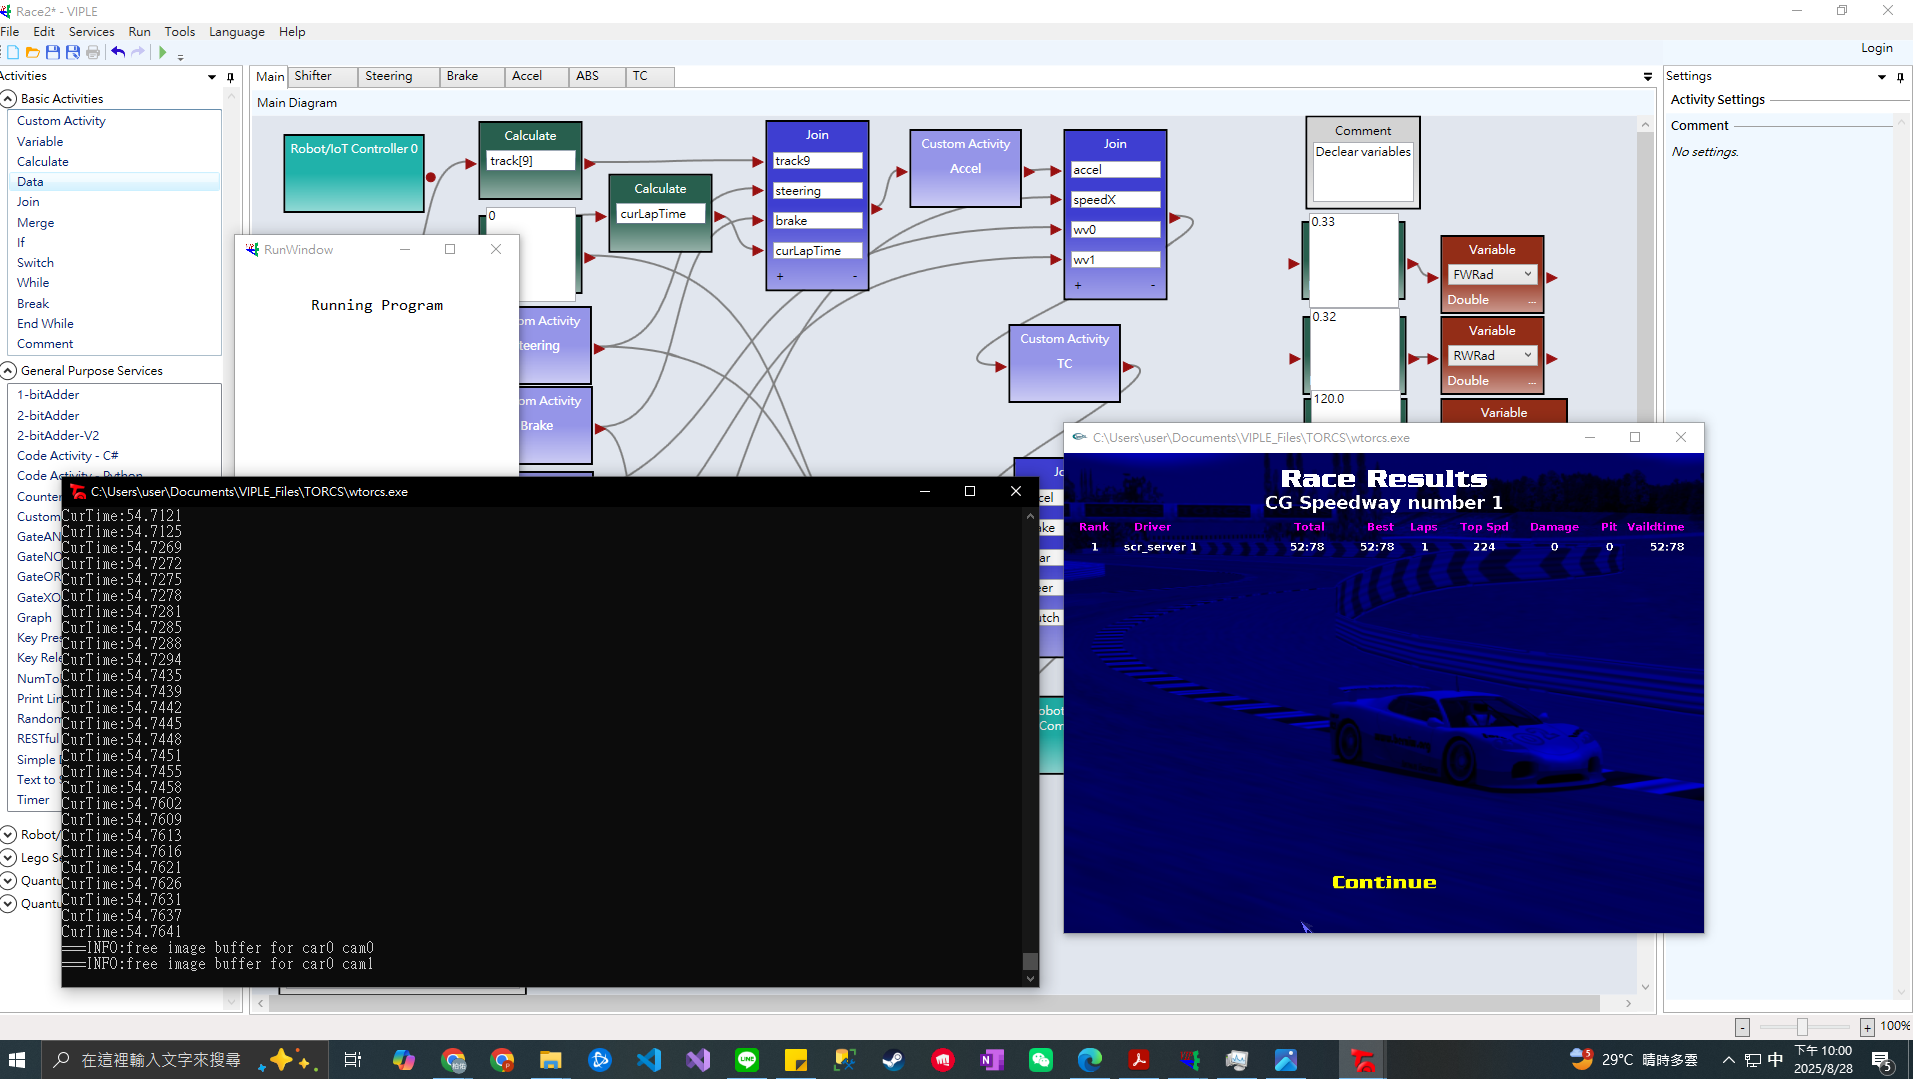 Race2* - VIPLE
File Edit Services Run Tools Language Help
Login
Activities
Basic Activities
Custom Activity
Variable
Calculate
Data
Join
Merge
If
Switch
While
Break
End While
Comment
General Purpose Services
1-bitAdder
2-bitAdder
2-bitAdder-V2
Code Activity - C#
Code Activity - Python
Counter
Custom
GateAN
GateNO
GateOR
GateXO
Graph
Key Pres
Key Rele
NumTo
Print Lin
Random
RESTful
Simple
Text to
Timer
Robot/
Lego Se
Quantu
Quantu
Main Shifter Steering Brake Accel ABS TC
Main Diagram
Robot/IoT Controller 0
Calculate
track[9]
Calculate
curLapTime
0
Join
track9
steering
brake
curLapTime
+ -
Custom Activity
Accel
Join
accel
speedX
wv0
wv1
+ -
Custom Activity
TC
om Activity
teering
om Activity
Brake
Comment
Declear variables
0.33
Variable
FWRad
Double ...
0.32
Variable
RWRad
Double ...
120.0
Variable
Jo
cel
ake
ar
eer
utch
obot
Com
Settings
Activity Settings
Comment
No settings.
RunWindow
Running Program
C:\Users\user\Documents\VIPLE_Files\TORCS\wtorcs.exe
CurTime:54.7121
CurTime:54.7125
CurTime:54.7269
CurTime:54.7272
CurTime:54.7275
CurTime:54.7278
CurTime:54.7281
CurTime:54.7285
CurTime:54.7288
CurTime:54.7294
CurTime:54.7435
CurTime:54.7439
CurTime:54.7442
CurTime:54.7445
CurTime:54.7448
CurTime:54.7451
CurTime:54.7455
CurTime:54.7458
CurTime:54.7602
CurTime:54.7609
CurTime:54.7613
CurTime:54.7616
CurTime:54.7621
CurTime:54.7626
CurTime:54.7631
CurTime:54.7637
CurTime:54.7641
===INFO:free image buffer for car0 cam0
===INFO:free image buffer for car0 cam1
C:\Users\user\Documents\VIPLE_Files\TORCS\wtorcs.exe
Race Results
CG Speedway number 1
Rank Driver Total Best Laps Top Spd Damage Pit Vaildtime
1 scr_server 1 52:78 52:78 1 224 0 0 52:78
Continue
- + 100%
在這裡輸入文字來搜尋
29°C 晴時多雲
中
下午 10:00
2025/8/28
5